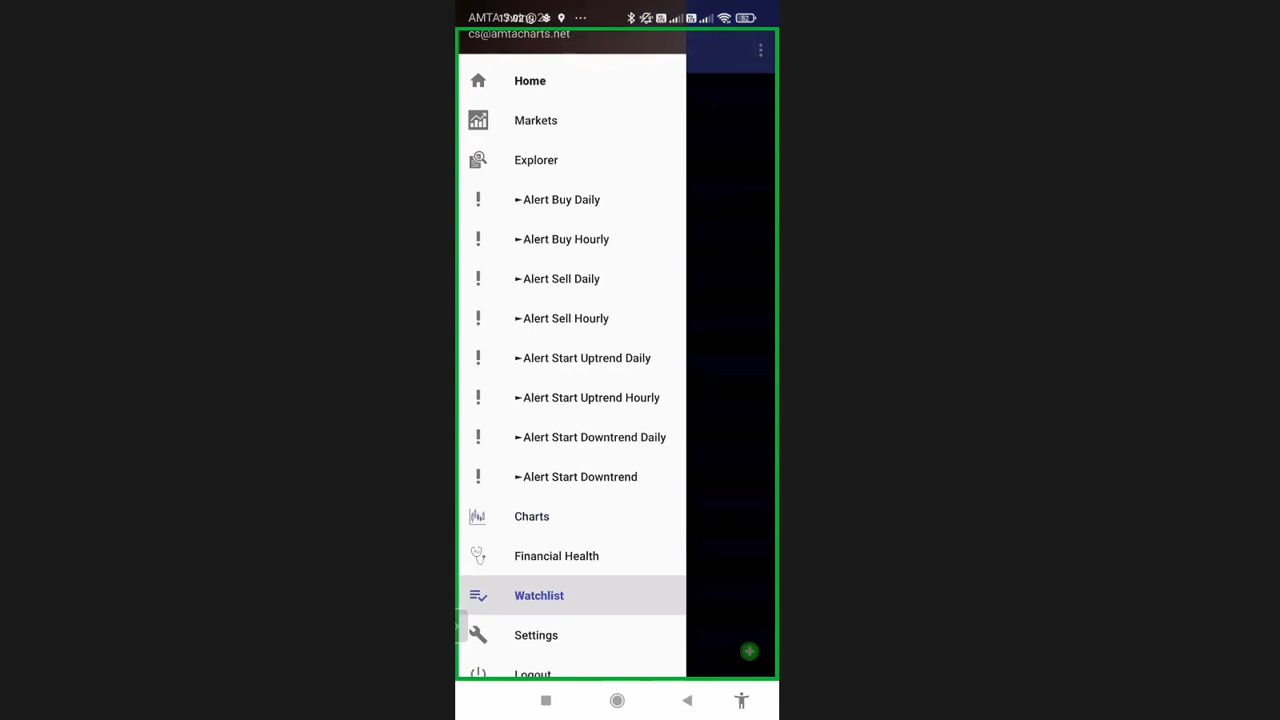 cs@amtacharts.net
Home
Markets
Explorer
►Alert Buy Daily
►Alert Buy Hourly
►Alert Sell Daily
►Alert Sell Hourly
►Alert Start Uptrend Daily
►Alert Start Uptrend Hourly
►Alert Start Downtrend Daily
►Alert Start Downtrend
Charts
Financial Health
Watchlist
Settings
Logout